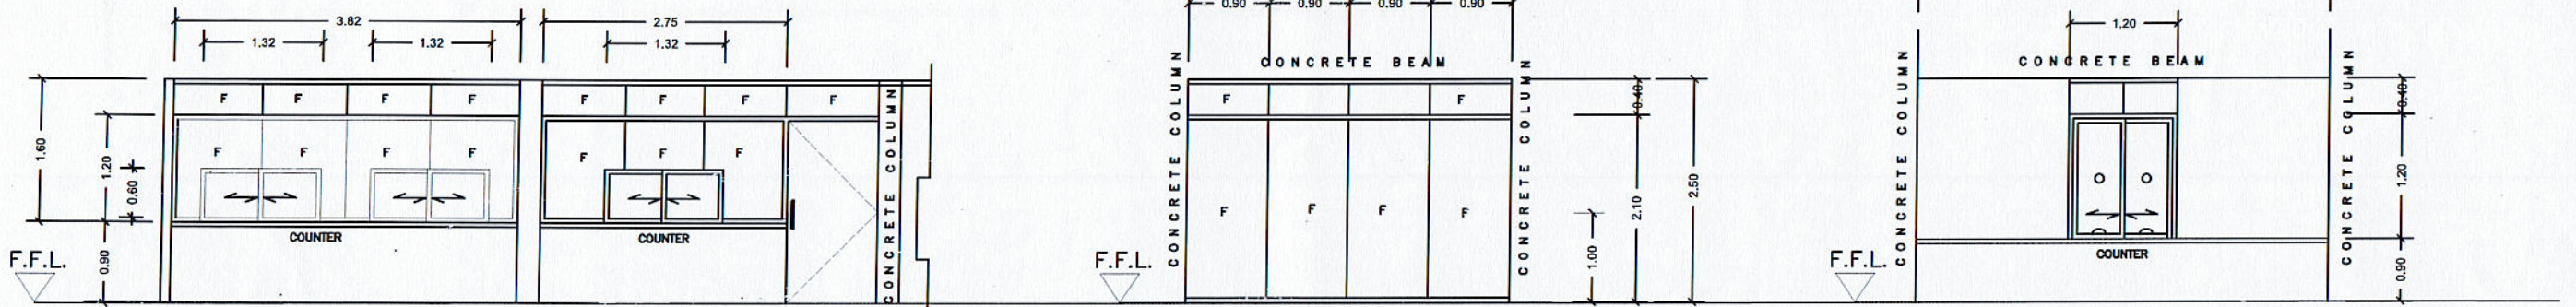 3.82
2.75
1.32
1.32
1.32
1.60
1.20
0.60
0.90
F F F F
F F F F
F F F F
F F F
COUNTER
COUNTER
CONCRETE COLUMN
F.F.L.
0.90 0.90 0.90 0.90
CONCRETE BEAM
CONCRETE COLUMN
CONCRETE COLUMN
F F
F F F F
0.40
2.10
2.50
1.00
F.F.L.
1.20
CONCRETE BEAM
CONCRETE COLUMN
CONCRETE COLUMN
COUNTER
0.40
1.20
0.90
F.F.L.